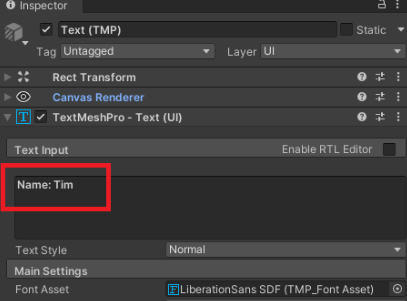 Inspector
Text (TMP)
Static
Tag Untagged Layer UI
Rect Transform
Canvas Renderer
TextMeshPro - Text (UI)
Text Input Enable RTL Editor
Name: Tim
Text Style Normal
Main Settings
Font Asset LiberationSans SDF (TMP_Font Asset)